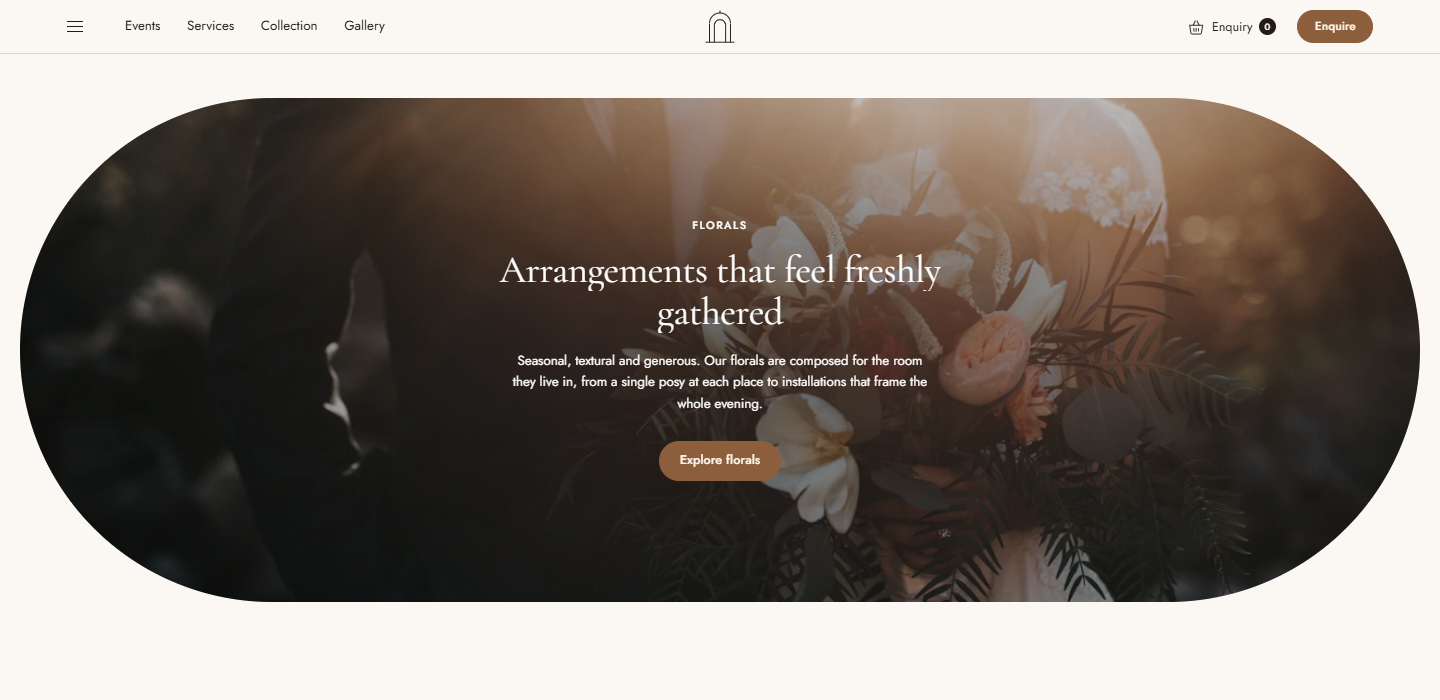 Events Services Collection Gallery Enquiry 0 Enquire
FLORALS
Arrangements that feel freshly
gathered
Seasonal, textural and generous. Our florals are composed for the room
they live in, from a single posy at each place to installations that frame the
whole evening.
Explore florals